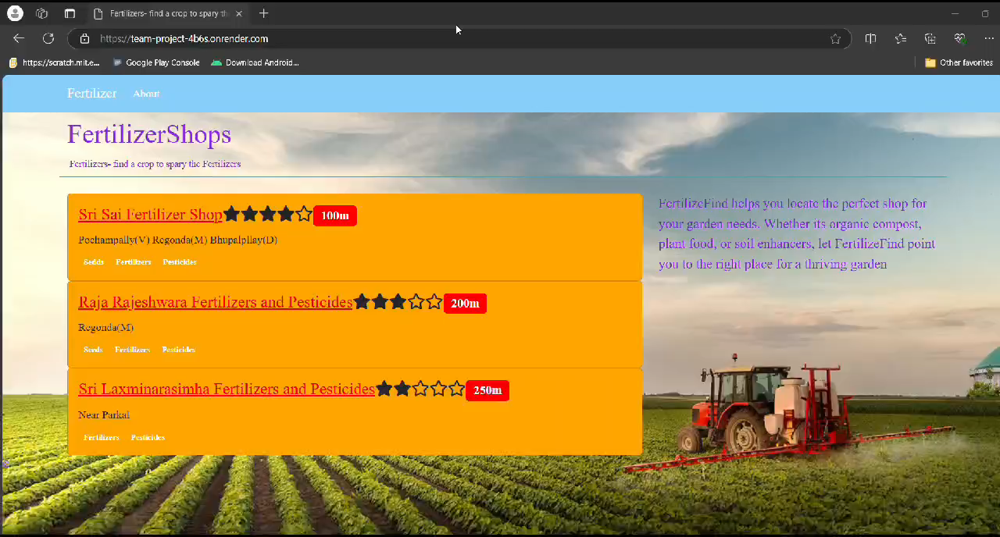 Fertilizers- find a crop to spary th
https://team-project-4b6s.onrender.com
https://scratch.mit.e... Google Play Console Download Android... Other favorites
Fertilizer About
FertilizerShops
Fertilizers- find a crop to spary the Fertilizers
Sri Sai Fertilizer Shop 100m
Pochampally(V) Regonda(M) Bhupalpllay(D)
Sedds Fertilizers Pesticides
Raja Rajeshwara Fertilizers and Pesticides 200m
Regonda(M)
Seeds Fertilizers Pesticides
Sri Laxminarasimha Fertilizers and Pesticides 250m
Near Parkal
Fertilizers Pesticides
FertilizeFind helps you locate the perfect shop for
your garden needs. Whether its organic compost,
plant food, or soil enhancers, let FertilizeFind point
you to the right place for a thriving garden